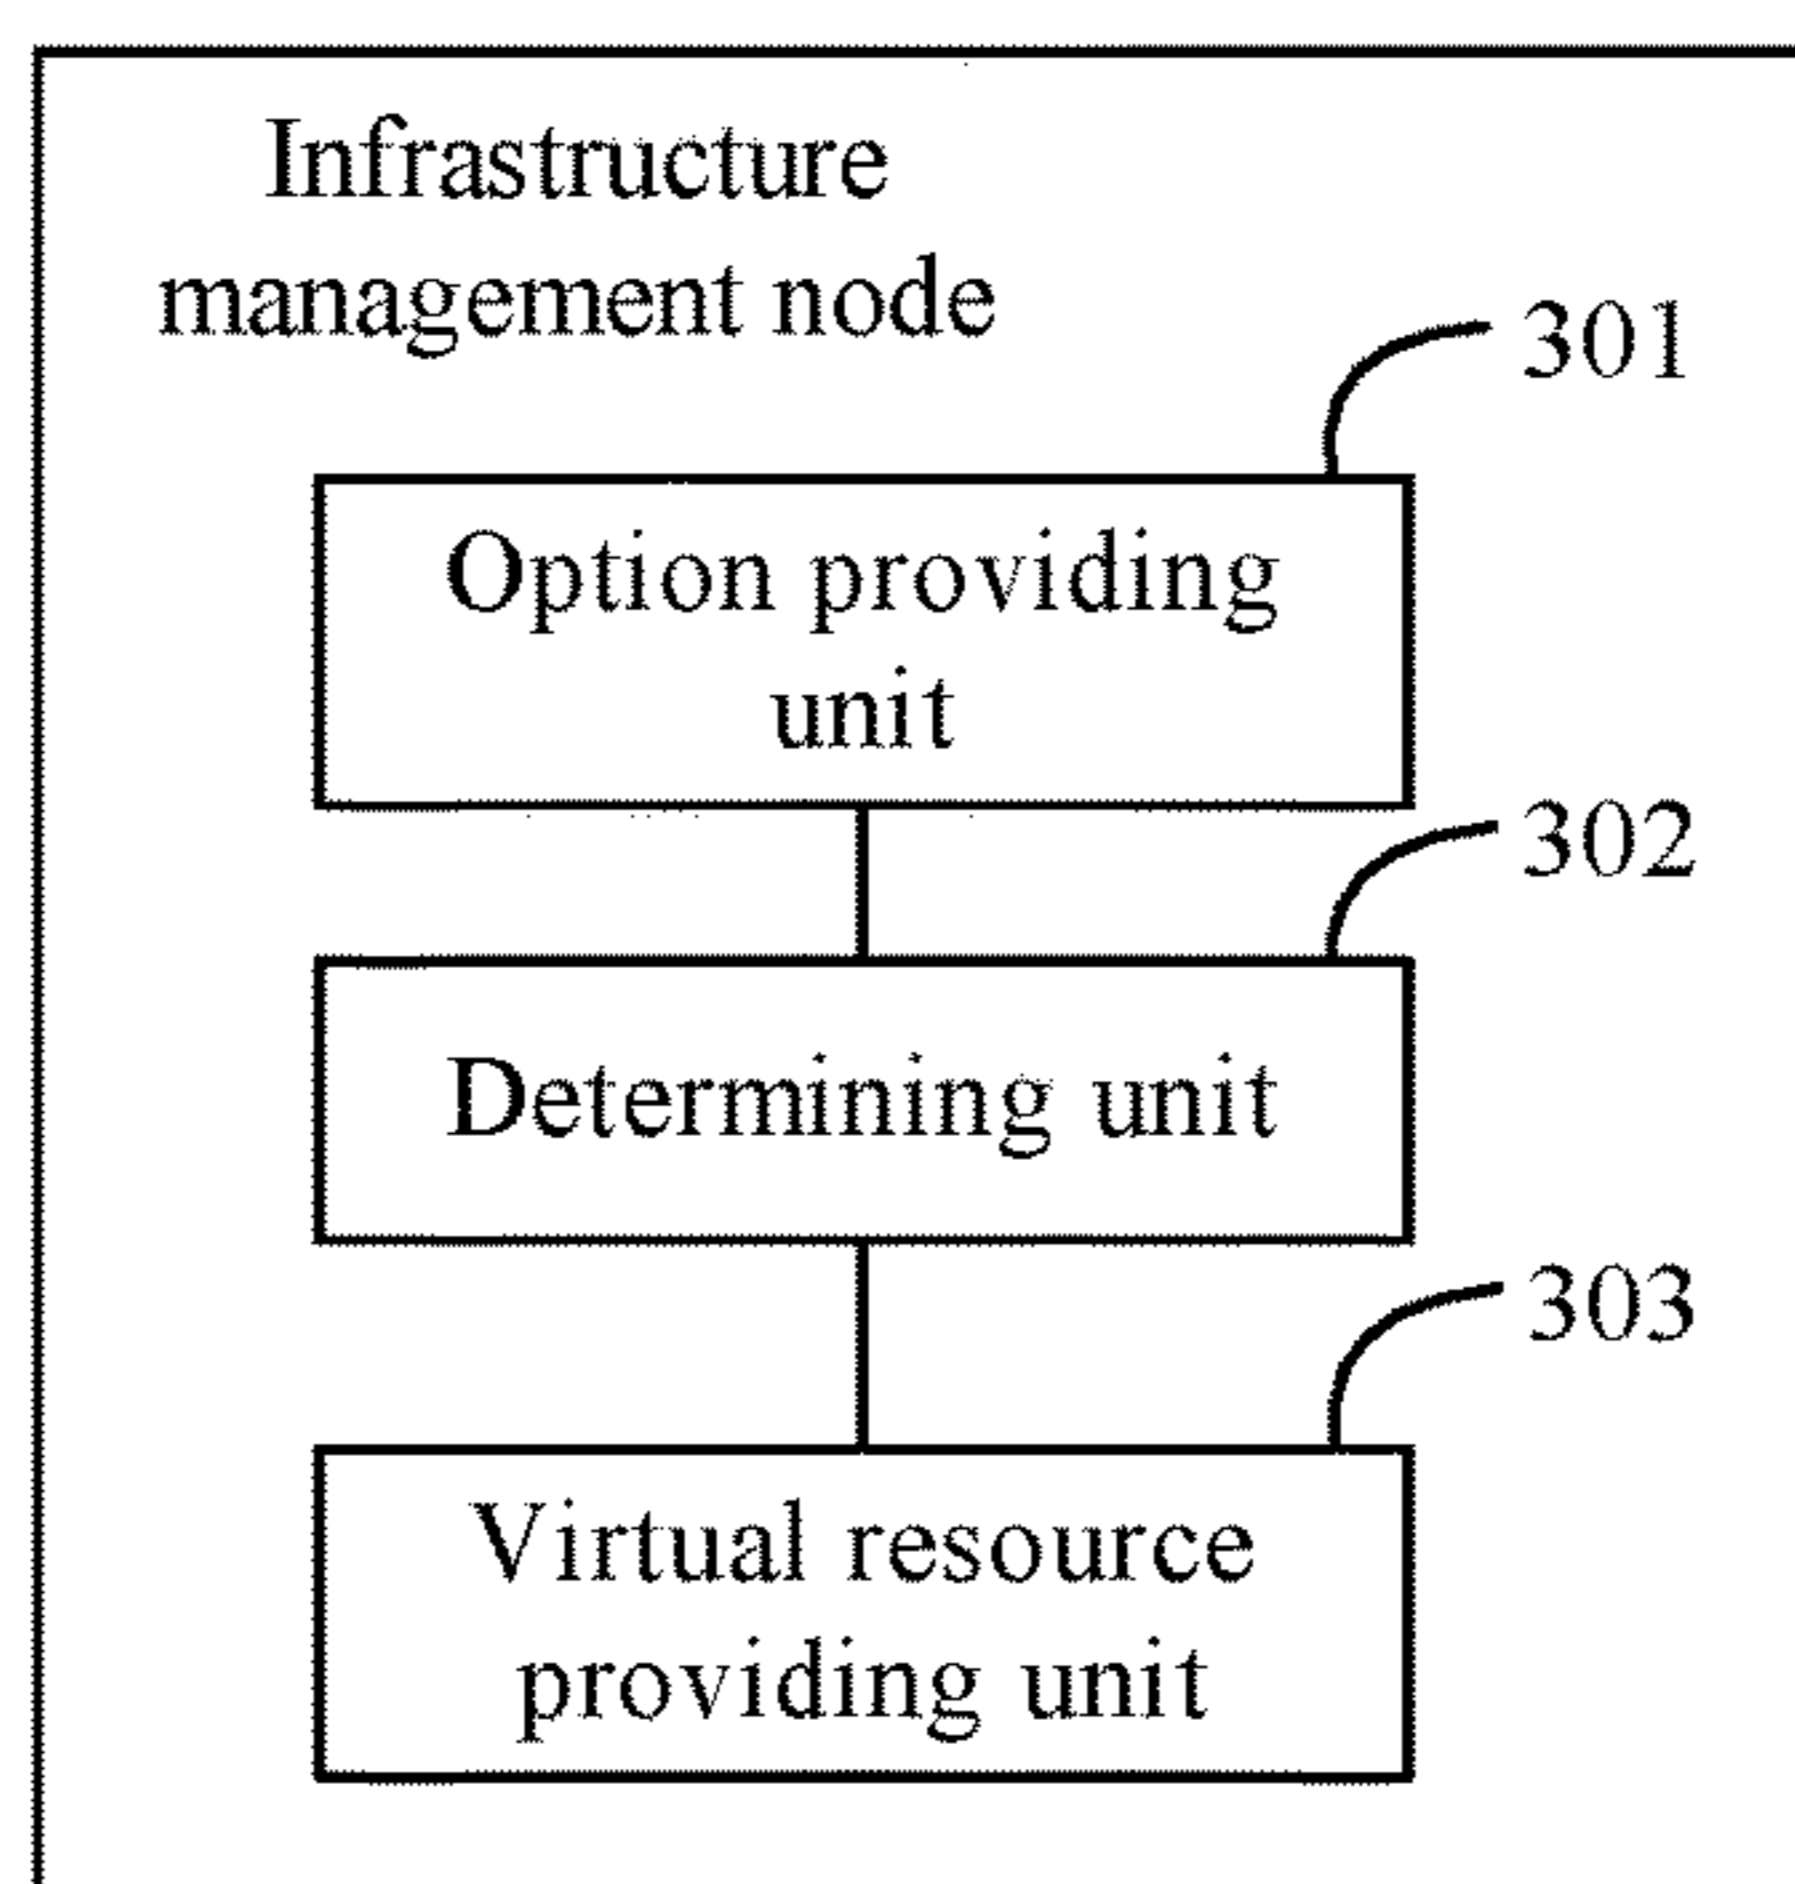 Infrastructure
management node
301
Option providing
unit
302
Determining unit
303
Virtual resource
providing unit